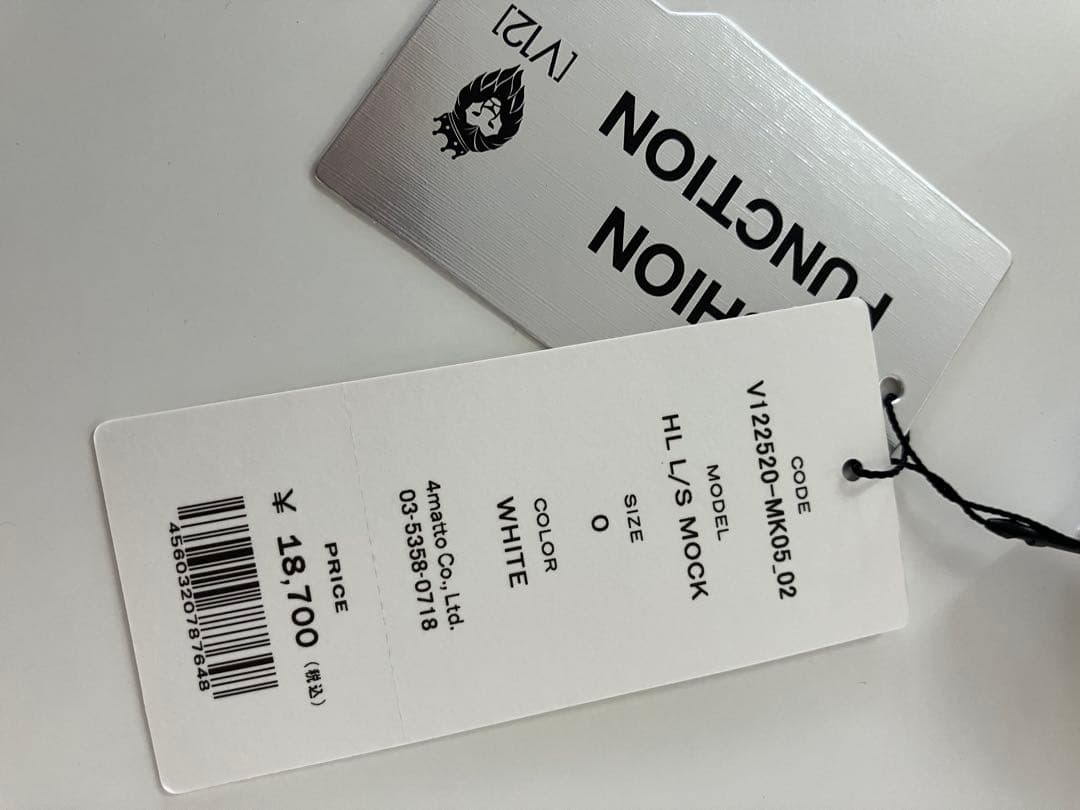 [V12]
HION
FUNCTION
CODE
V122520-MK05_02
MODEL
HL L/S MOCK
SIZE
O
COLOR
WHITE
4matto Co., Ltd.
03-5358-0718
PRICE
¥ 18,700 (税込)
4560320787648